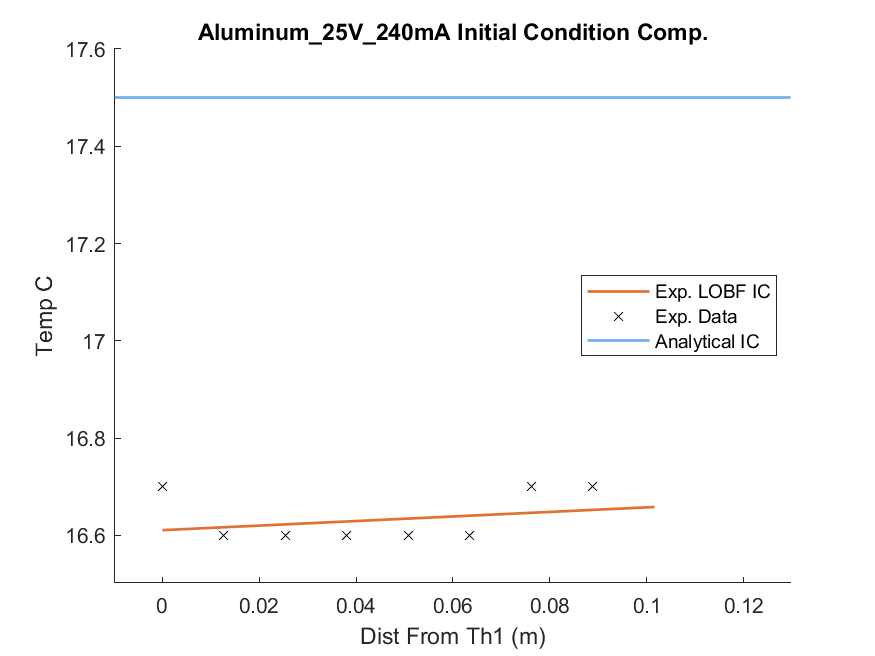 Aluminum_25V_240mA Initial Condition Comp.
17.6
17.4
17.2
17
16.8
16.6
Temp C
Exp. LOBF IC
Exp. Data
Analytical IC
0 0.02 0.04 0.06 0.08 0.1 0.12
Dist From Th1 (m)